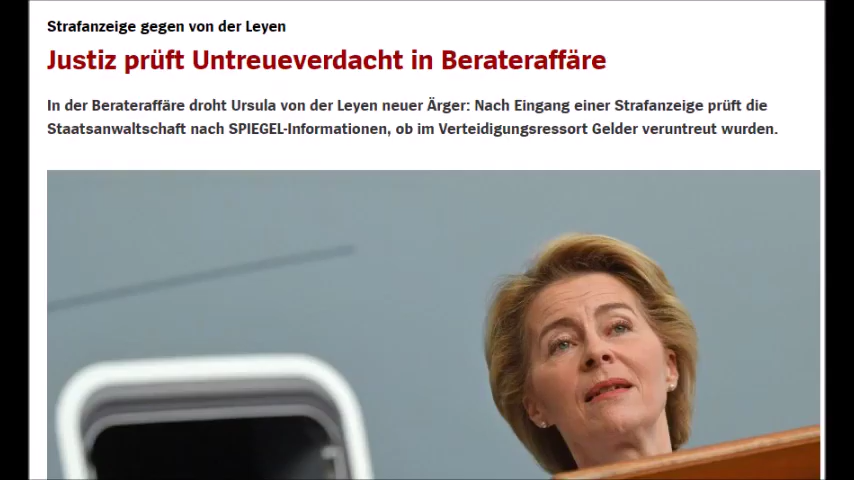 Strafanzeige gegen von der Leyen
Justiz prüft Untreueverdacht in Berateraffäre
In der Berateraffäre droht Ursula von der Leyen neuer Ärger: Nach Eingang einer Strafanzeige prüft die
Staatsanwaltschaft nach SPIEGEL-Informationen, ob im Verteidigungsressort Gelder veruntreut wurden.